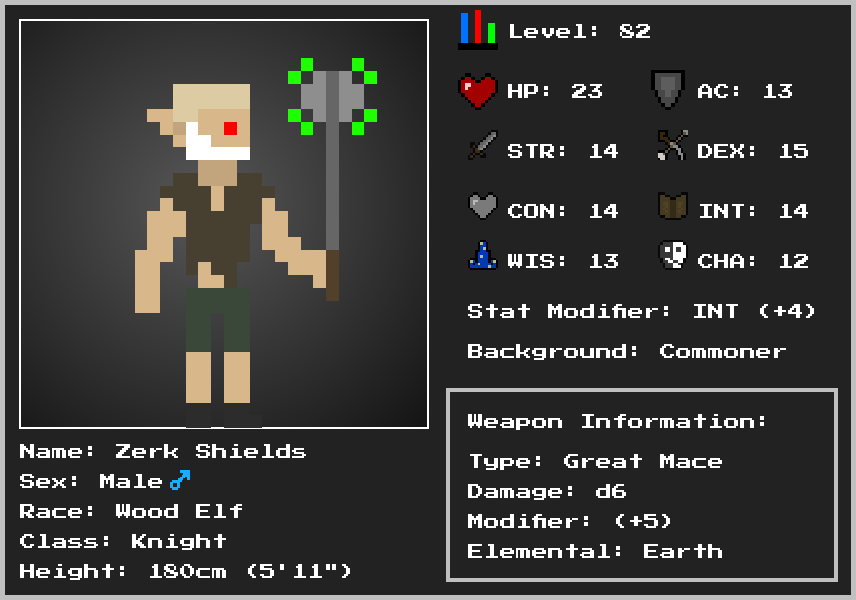 Level: 82
HP: 23
AC: 13
STR: 14
DEX: 15
CON: 14
INT: 14
WIS: 13
CHA: 12
Stat Modifier: INT (+4)
Background: Commoner
Weapon Information:
Type: Great Mace
Damage: d6
Modifier: (+5)
Elemental: Earth
Name: Zerk Shields
Sex: Male♂
Race: Wood Elf
Class: Knight
Height: 180cm (5'11")